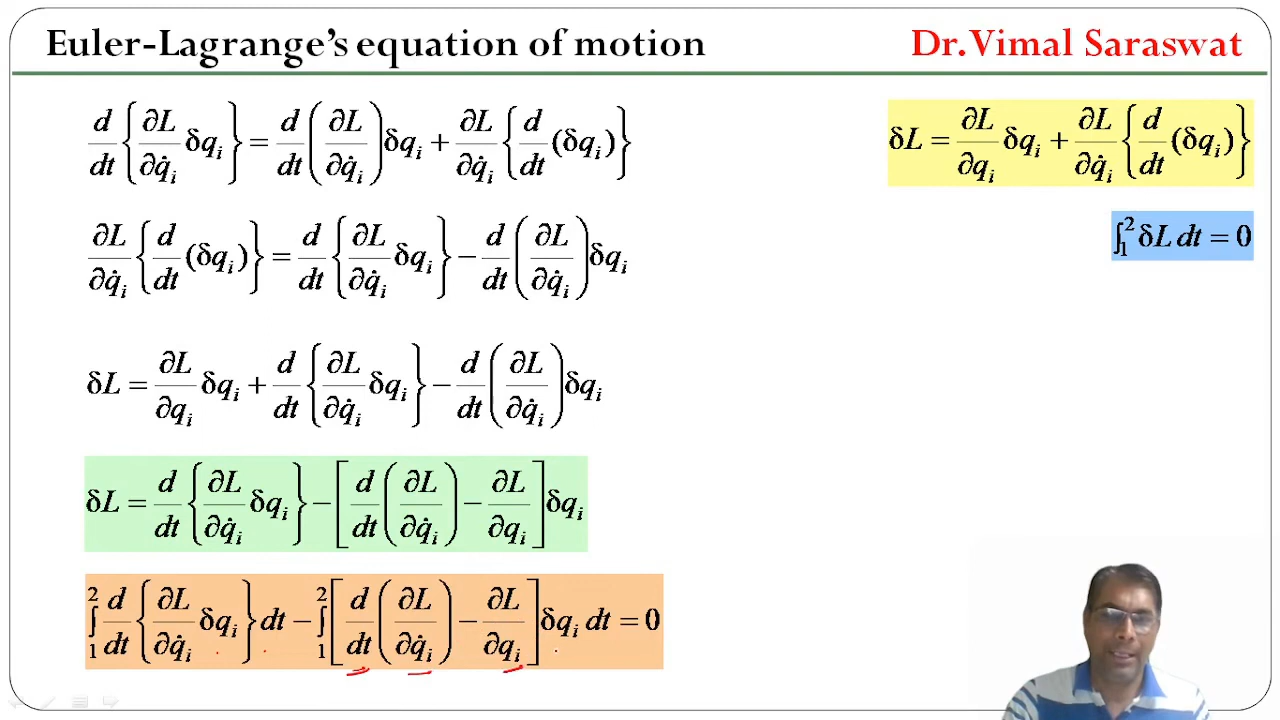 Euler-Lagrange's equation of motion
Dr.Vimal Saraswat
d/dt {∂L/∂q̇ᵢ δqᵢ} = d/dt (∂L/∂q̇ᵢ) δqᵢ + ∂L/∂q̇ᵢ {d/dt (δqᵢ)}
δL = ∂L/∂qᵢ δqᵢ + ∂L/∂q̇ᵢ {d/dt (δqᵢ)}
∫₁² δL dt = 0
∂L/∂q̇ᵢ {d/dt (δqᵢ)} = d/dt {∂L/∂q̇ᵢ δqᵢ} − d/dt (∂L/∂q̇ᵢ) δqᵢ
δL = ∂L/∂qᵢ δqᵢ + d/dt {∂L/∂q̇ᵢ δqᵢ} − d/dt (∂L/∂q̇ᵢ) δqᵢ
δL = d/dt {∂L/∂q̇ᵢ δqᵢ} − [d/dt (∂L/∂q̇ᵢ) − ∂L/∂qᵢ] δqᵢ
∫₁² d/dt {∂L/∂q̇ᵢ δqᵢ} dt − ∫₁² [d/dt (∂L/∂q̇ᵢ) − ∂L/∂qᵢ] δqᵢ dt = 0